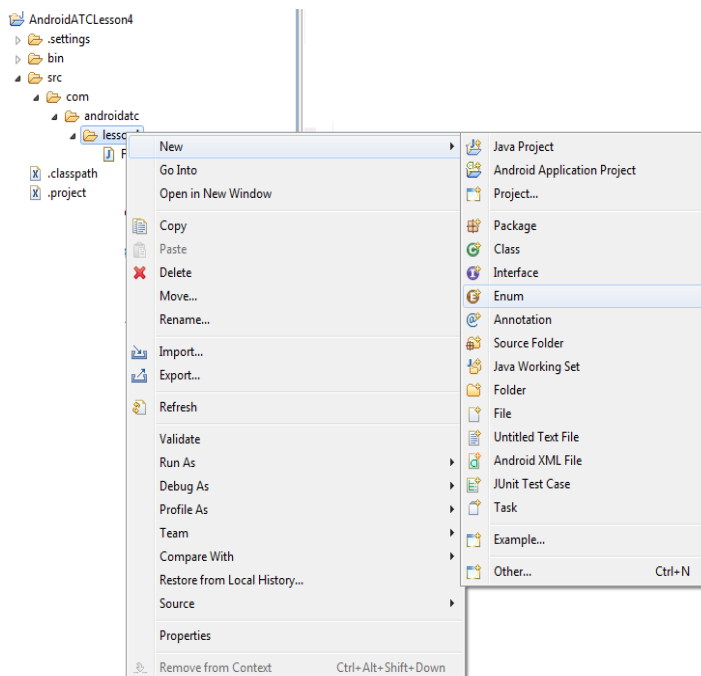 AndroidATCLesson4
.settings
bin
src
com
androidatc
F
.classpath
.project
New
Go Into
Open in New Window
Copy
Paste
Delete
Move...
Rename...
Import...
Export...
Refresh
Validate
Run As
Debug As
Profile As
Team
Compare With
Restore from Local History...
Source
Properties
Remove from Context Ctrl+Alt+Shift+Down
Java Project
Android Application Project
Project...
Package
Class
Interface
Enum
Annotation
Source Folder
Java Working Set
Folder
File
Untitled Text File
Android XML File
JUnit Test Case
Task
Example...
Other... Ctrl+N